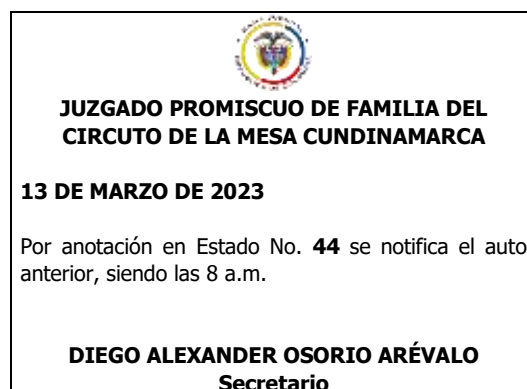 JUZGADO PROMISCUO DE FAMILIA DEL
CIRCUTO DE LA MESA CUNDINAMARCA
13 DE MARZO DE 2023
Por anotación en Estado No. 44 se notifica el auto
anterior, siendo las 8 a.m.
DIEGO ALEXANDER OSORIO ARÉVALO
Secretario